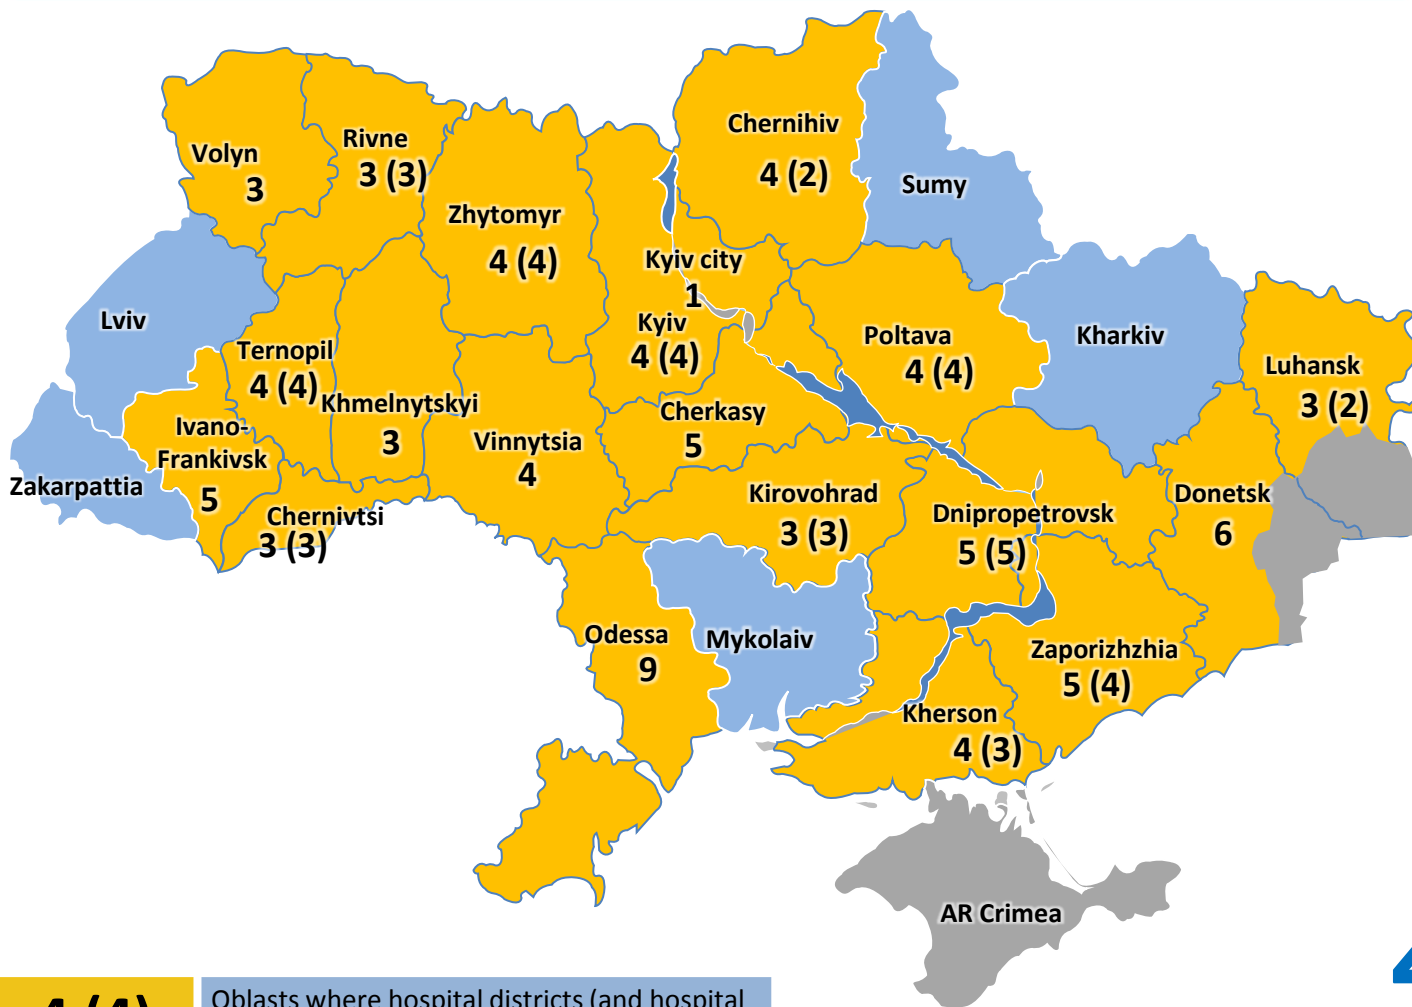 Chernihiv
4 (2)
Rivne
3 (3)
Volyn
3
Sumy
Zhytomyr
4 (4)
Kyiv city
1
Lviv
Kyiv
4 (4)
Poltava
4 (4)
Kharkiv
Ternopil
4 (4)
Luhansk
3 (2)
Khmelnytskyi
3
Cherkasy
5
Ivano-
Frankivsk
5
Vinnytsia
4
Zakarpattia
Kirovohrad
3 (3)
Donetsk
6
Chernivtsi
3 (3)
Dnipropetrovsk
5 (5)
Odessa
9
Mykolaiv
Zaporizhzhia
5 (4)
Kherson
4 (3)
AR Crimea
4 (4)
Oblasts where hospital districts (and hospital